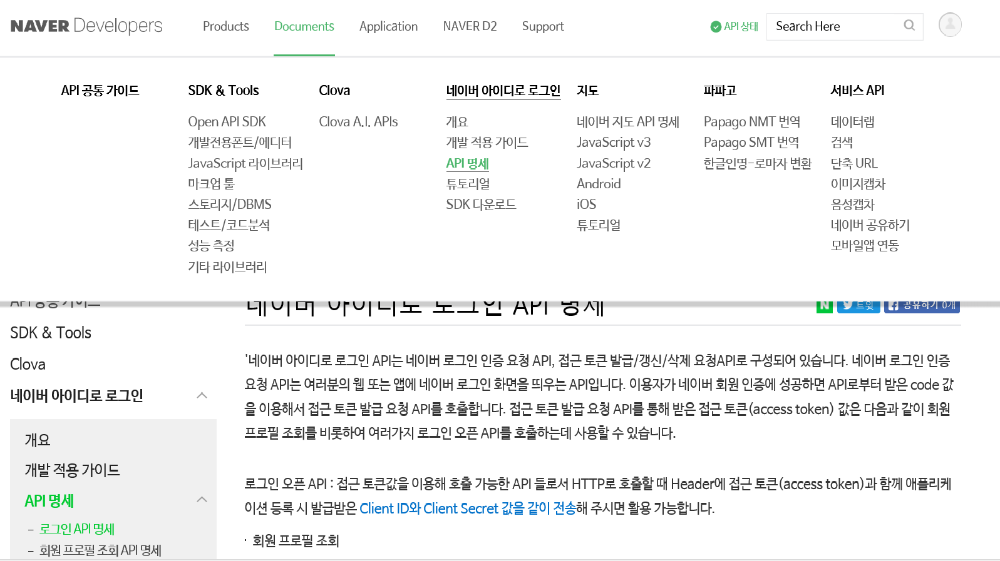 NAVER Developers
Products
Documents
Application
NAVER D2
Support
API 상태
Search Here
API 공통 가이드
SDK & Tools
Open API SDK
개발전용폰트/에디터
JavaScript 라이브러리
마크업 툴
스토리지/DBMS
테스트/코드분석
성능 측정
기타 라이브러리
Clova
Clova A.I. APIs
네이버 아이디로 로그인
개요
개발 적용 가이드
API 명세
튜토리얼
SDK 다운로드
지도
네이버 지도 API 명세
JavaScript v3
JavaScript v2
Android
iOS
튜토리얼
파파고
Papago NMT 번역
Papago SMT 번역
한글인명-로마자 변환
서비스 API
데이터랩
검색
단축 URL
이미지캡차
음성캡차
네이버 공유하기
모바일앱 연동
API 공통 가이드
SDK & Tools
Clova
네이버 아이디로 로그인
개요
개발 적용 가이드
API 명세
- 로그인 API 명세
- 회원 프로필 조회 API 명세
네이버 아이디로 로그인 API 명세
N
트윗
공유하기 0개
'네이버 아이디로 로그인 API는 네이버 로그인 인증 요청 API, 접근 토큰 발급/갱신/삭제 요청API로 구성되어 있습니다. 네이버 로그인 인증
요청 API는 여러분의 웹 또는 앱에 네이버 로그인 화면을 띄우는 API입니다. 이용자가 네이버 회원 인증에 성공하면 API로부터 받은 code 값
을 이용해서 접근 토큰 발급 요청 API를 호출합니다. 접근 토큰 발급 요청 API를 통해 받은 접근 토큰(access token) 값은 다음과 같이 회원
프로필 조회를 비롯하여 여러가지 로그인 오픈 API를 호출하는데 사용할 수 있습니다.
로그인 오픈 API : 접근 토큰값을 이용해 호출 가능한 API 들로서 HTTP로 호출할 때 Header에 접근 토큰(access token)과 함께 애플리케
이션 등록 시 발급받은 Client ID와 Client Secret 값을 같이 전송해 주시면 활용 가능합니다.
· 회원 프로필 조회